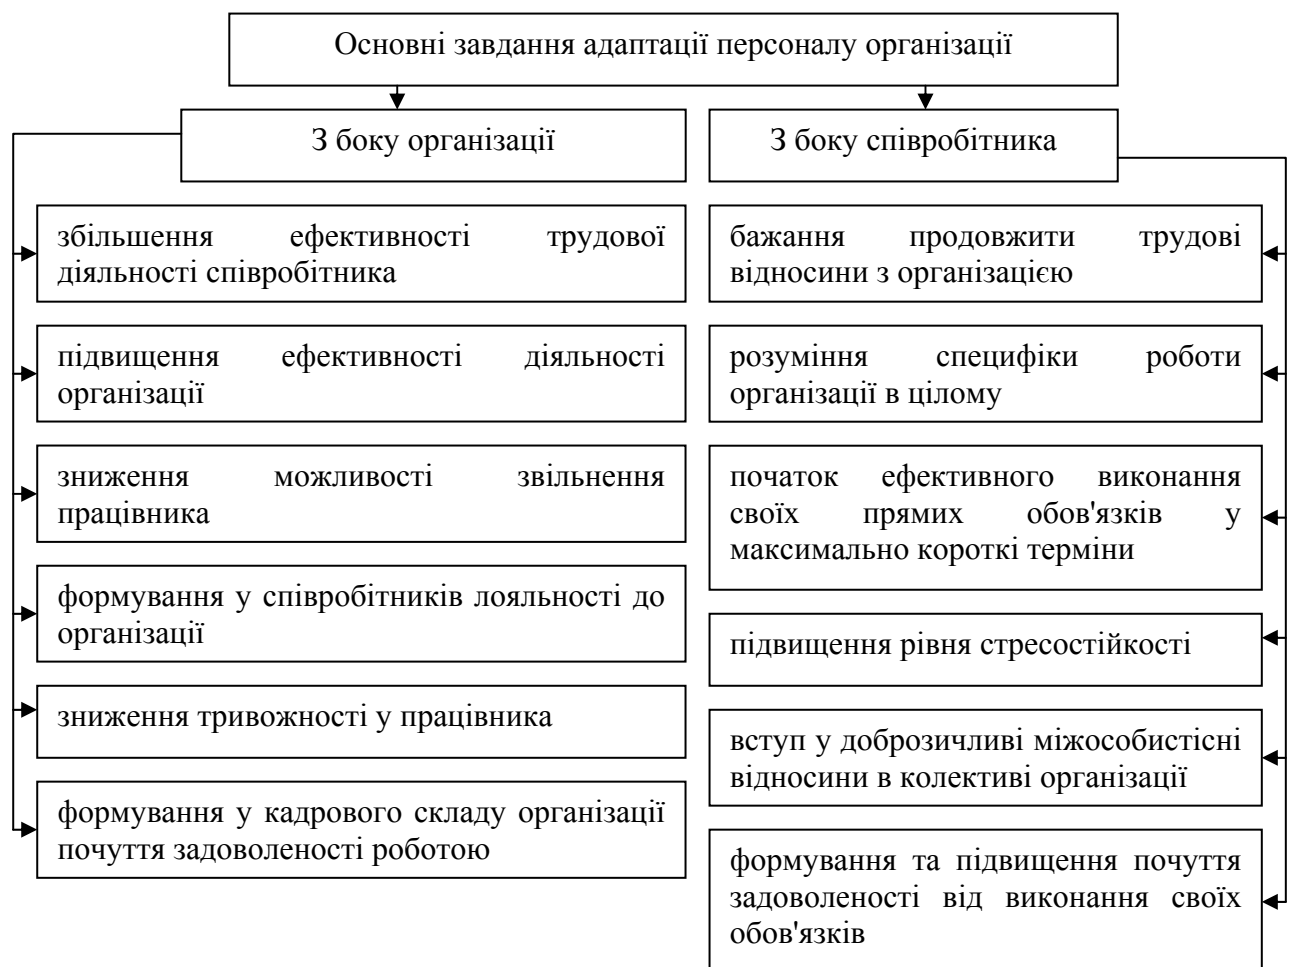 Основні завдання адаптації персоналу організації
З боку організації
З боку співробітника
збільшення ефективності трудової
діяльності співробітника
підвищення ефективності діяльності
організації
зниження можливості звільнення
працівника
формування у співробітників лояльності до
організації
зниження тривожності у працівника
формування у кадрового складу організації
почуття задоволеності роботою
бажання продовжити трудові
відносини з організацією
розуміння специфіки роботи
організації в цілому
початок ефективного виконання
своїх прямих обов'язків у
максимально короткі терміни
підвищення рівня стресостійкості
вступ у доброзичливі міжособистісні
відносини в колективі організації
формування та підвищення почуття
задоволеності від виконання своїх
обов'язків